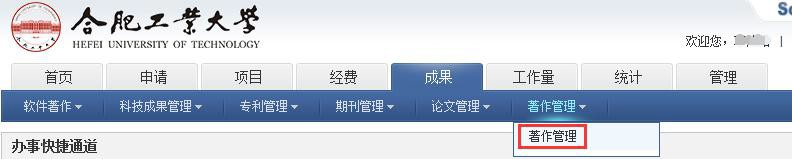 So
合肥工业大学
HEFEI UNIVERSITY OF TECHNOLOGY
欢迎您，
首页 申请 项目 经费 成果 工作量 统计 管理
软件著作 科技成果管理 专利管理 期刊管理 论文管理 著作管理
著作管理
办事快捷通道